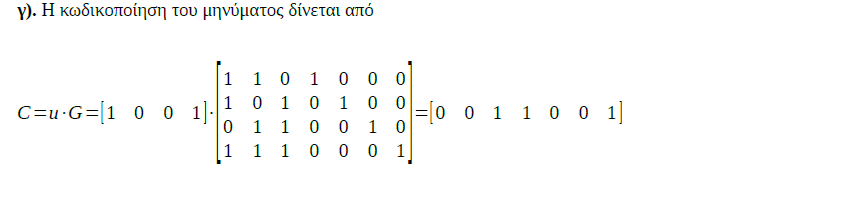 γ). Η κωδικοποίηση του μηνύματος δίνεται από
1 1 0 1 0 0 0
1 0 1 0 1 0 0
C=u·G=[1 0 0 1]·=[0 0 1 1 0 0 1]
0 1 1 0 0 1 0
1 1 1 0 0 0 1